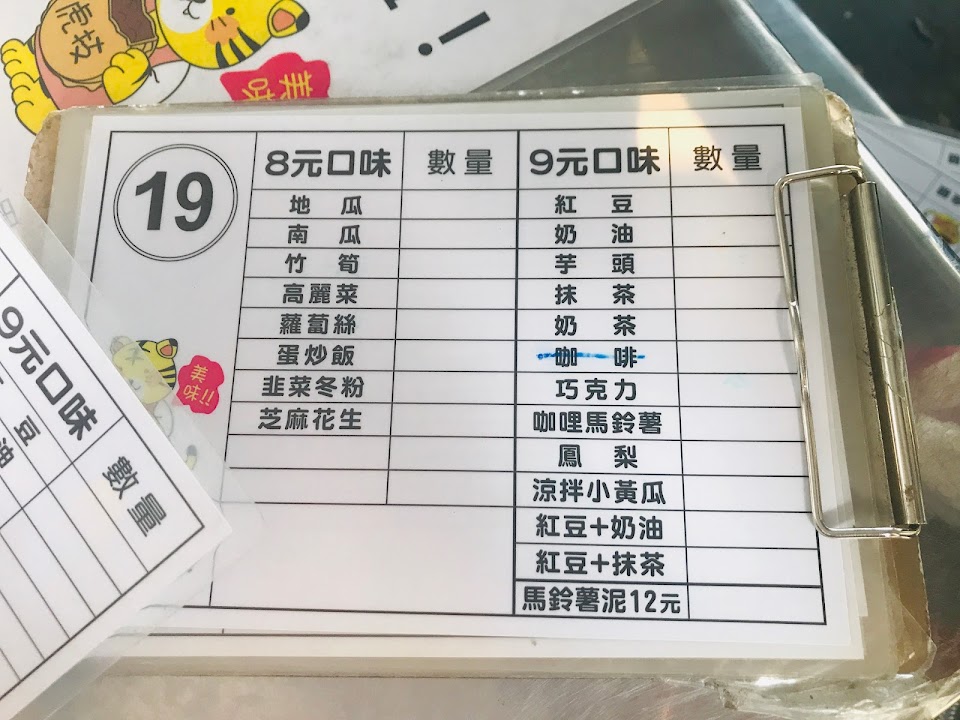 虎技
！
美味
19
8元口味 數量 9元口味 數量
地瓜 紅豆
南瓜 奶油
竹筍 芋頭
高麗菜 抹茶
蘿蔔絲 奶茶
蛋炒飯 咖啡
韭菜冬粉 巧克力
芝麻花生 咖哩馬鈴薯
鳳梨
涼拌小黃瓜
紅豆+奶油
紅豆+抹茶
馬鈴薯泥12元
美味!!
9元口味 數量
豆
油